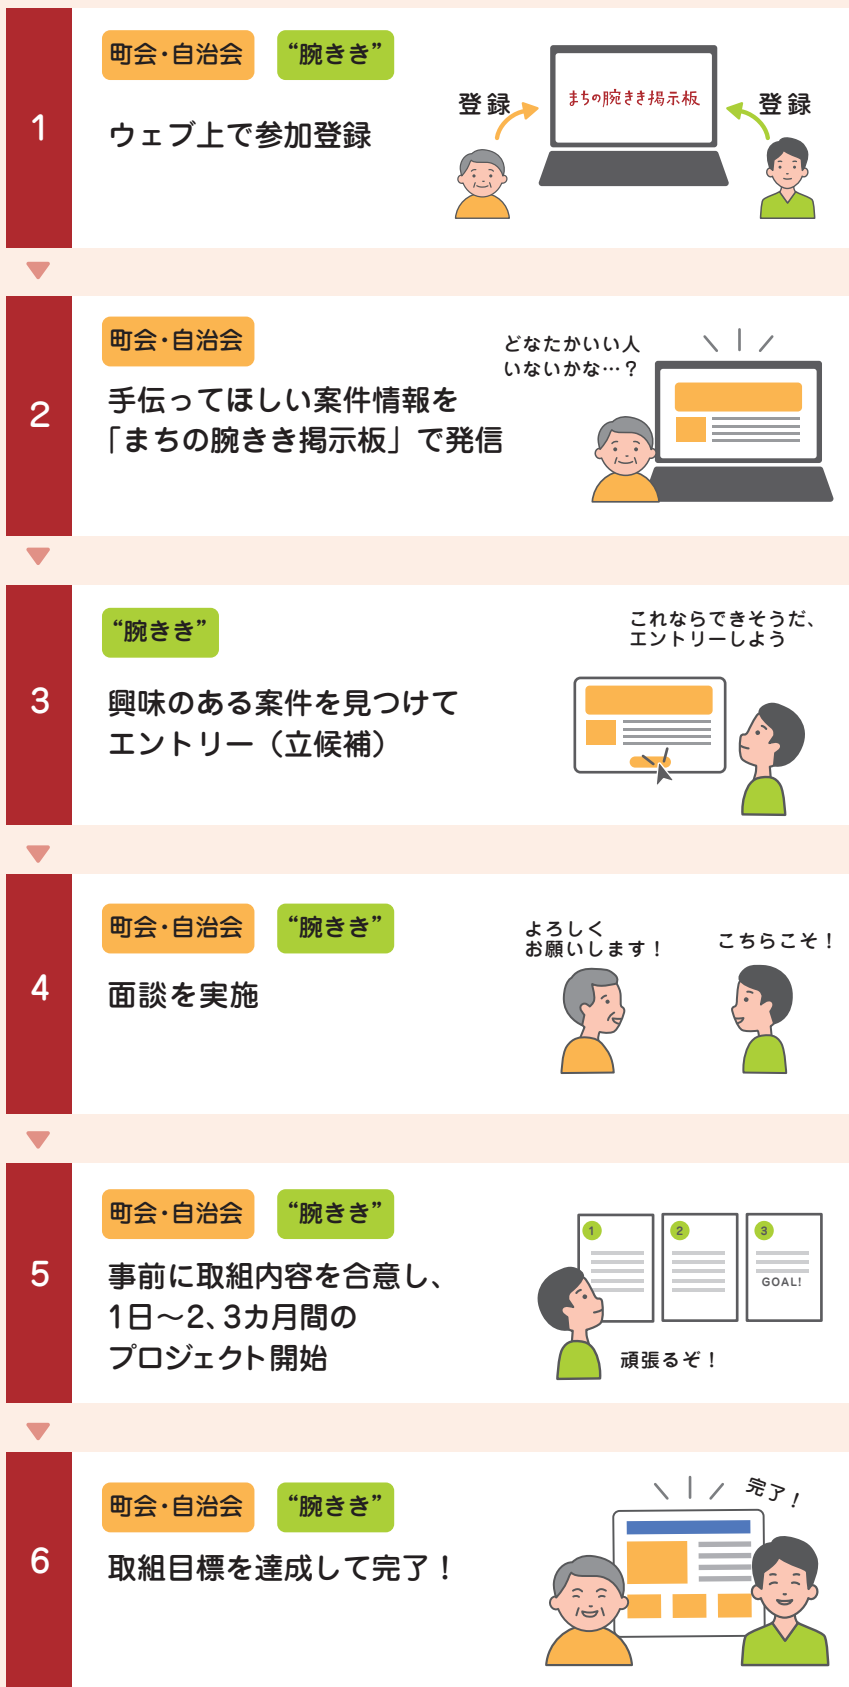 1
町会・自治会 “腕きき”
ウェブ上で参加登録
登録
まちの腕きき掲示板
登録
2
町会・自治会
手伝ってほしい案件情報を
「まちの腕きき掲示板」で発信
どなたかいい人
いないかな…？
3
“腕きき”
興味のある案件を見つけて
エントリー（立候補）
これならできそうだ、
エントリーしよう
4
町会・自治会 “腕きき”
面談を実施
よろしく
お願いします！
こちらこそ！
5
町会・自治会 “腕きき”
事前に取組内容を合意し、
1日〜2、3カ月間の
プロジェクト開始
1
2
3
GOAL!
頑張るぞ！
6
町会・自治会 “腕きき”
取組目標を達成して完了！
完了！